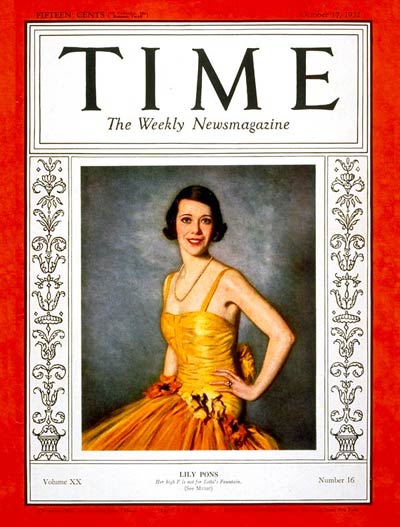 FIFTEEN CENTS October 17, 1932
TIME
The Weekly Newsmagazine
LILY PONS
Her high F is not for Lotta's Fountain.
(See Music)
Volume XX Number 16